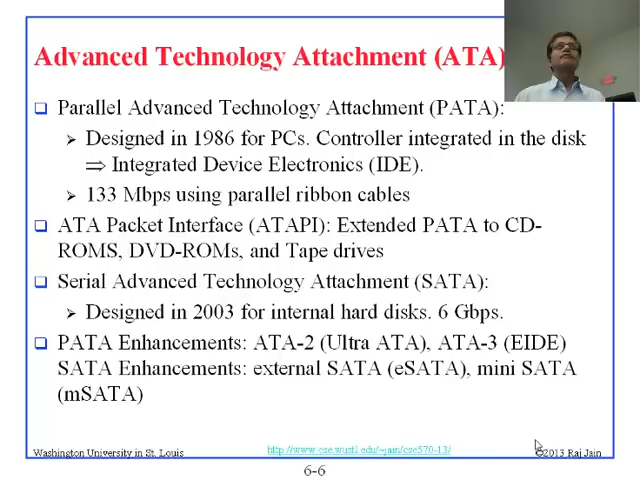 Advanced Technology Attachment (ATA)
❑ Parallel Advanced Technology Attachment (PATA):
➢ Designed in 1986 for PCs. Controller integrated in the disk
⇒ Integrated Device Electronics (IDE).
➢ 133 Mbps using parallel ribbon cables
❑ ATA Packet Interface (ATAPI): Extended PATA to CD-
ROMS, DVD-ROMs, and Tape drives
❑ Serial Advanced Technology Attachment (SATA):
➢ Designed in 2003 for internal hard disks. 6 Gbps.
❑ PATA Enhancements: ATA-2 (Ultra ATA), ATA-3 (EIDE)
SATA Enhancements: external SATA (eSATA), mini SATA
(mSATA)
Washington University in St. Louis
http://www.cse.wustl.edu/~jain/cse570-13/
©2013 Raj Jain
6-6